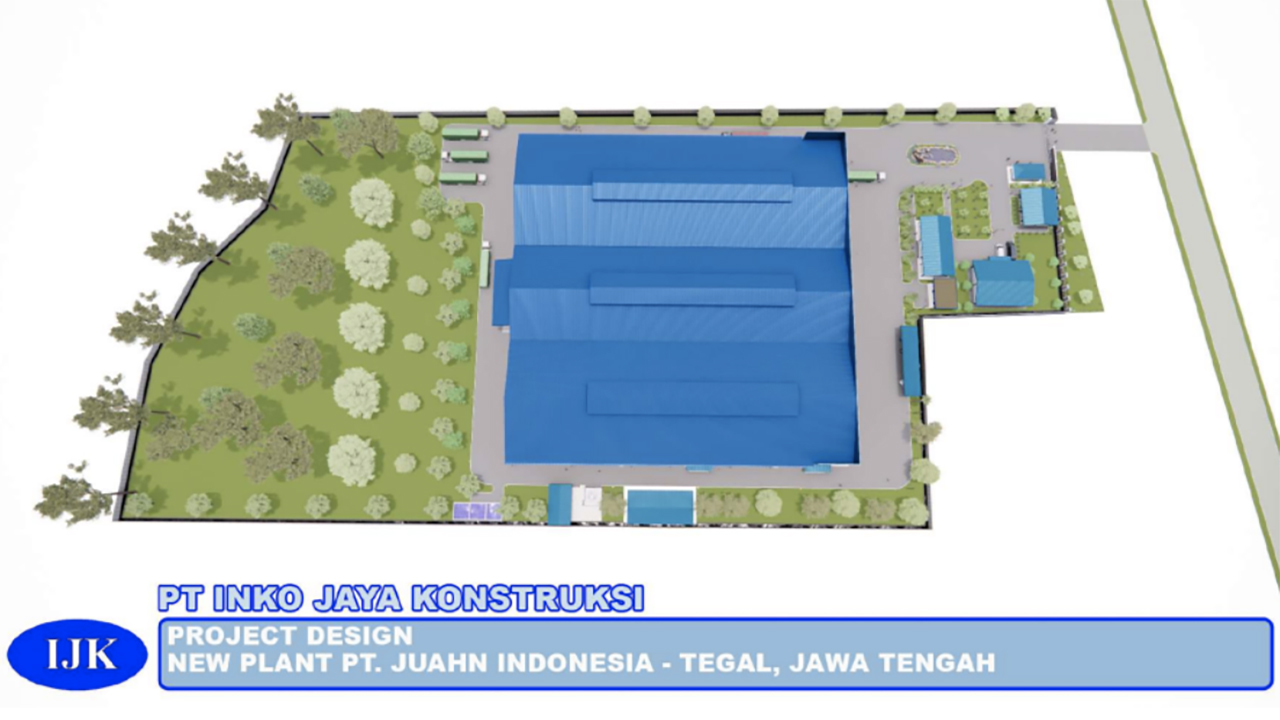 PT INKO JAYA KONSTRUKSI
IJK
PROJECT DESIGN
NEW PLANT PT. JUAHN INDONESIA - TEGAL, JAWA TENGAH